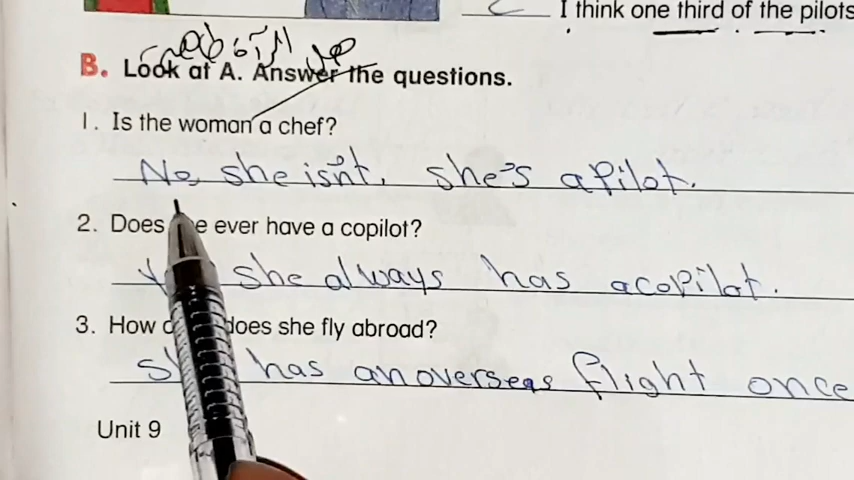 I think one third of the pilots
B. Look at A. Answer the questions.
1. Is the woman a chef?
No, she isn't. she's a pilot.
2. Does ever have a copilot?
she always has a copilot.
3. How does she fly abroad?
has an overseas flight once
Unit 9